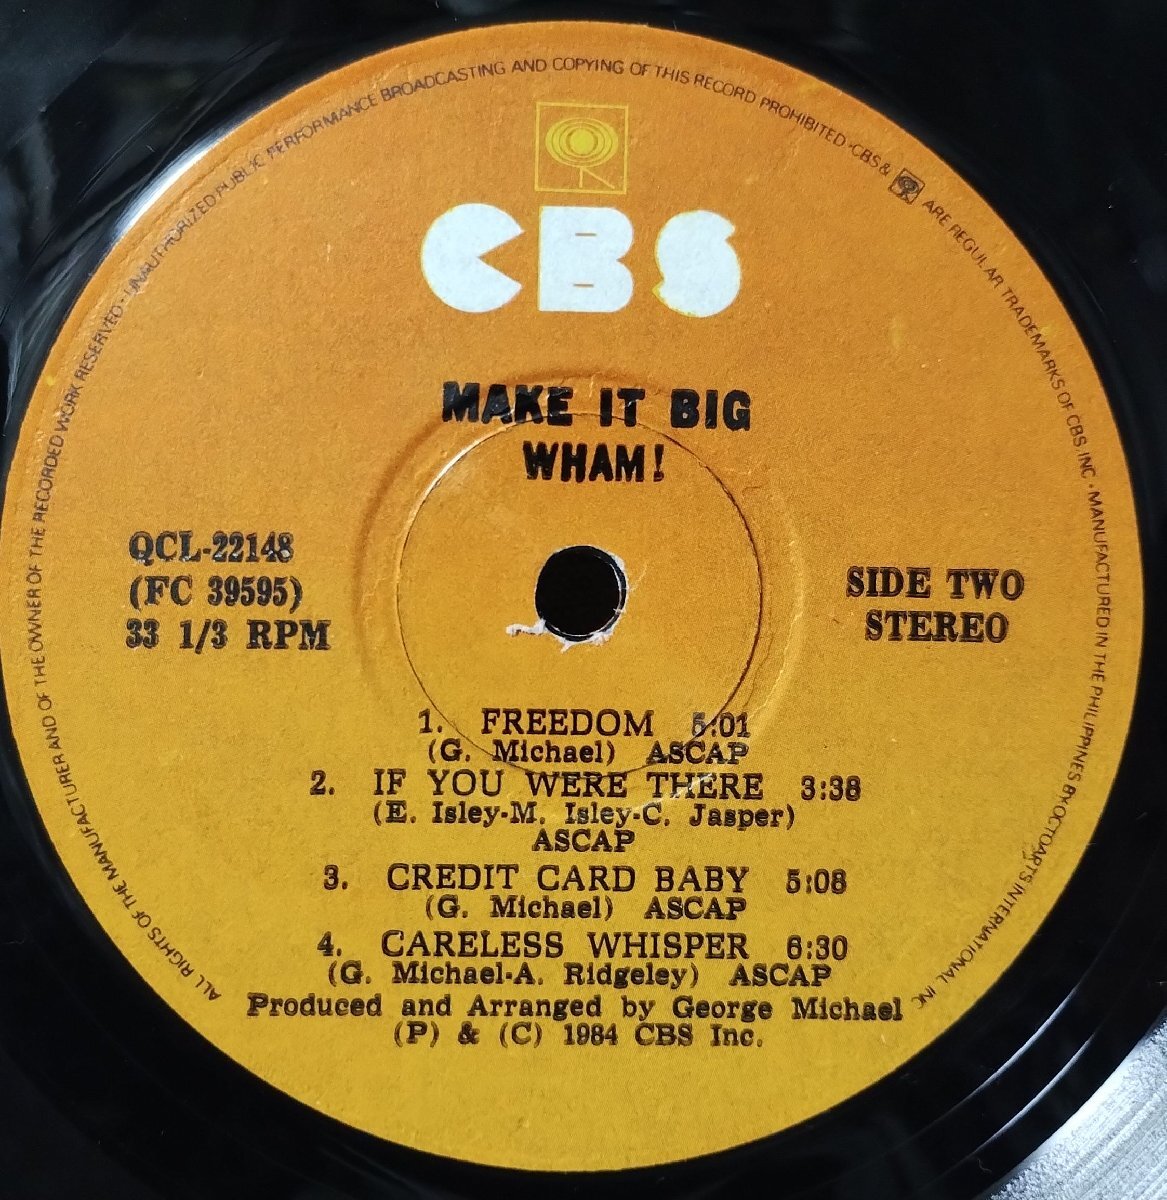 ALL RIGHTS OF THE MANUFACTURER AND OF THE OWNER OF THE RECORDED WORK RESERVED · UNAUTHORIZED PUBLIC PERFORMANCE BROADCASTING AND COPYING OF THIS RECORD PROHIBITED · CBS & ARE REGULAR TRADEMARKS OF CBS, INC · MANUFACTURED IN THE PHILIPPINES BY OCTOARTS INTERNATIONAL, INC
CBS
MAKE IT BIG
WHAM!
QCL-22148
(FC 39595)
33 1/3 RPM
SIDE TWO
STEREO
1. FREEDOM 5:01
(G. Michael) ASCAP
2. IF YOU WERE THERE 3:38
(E. Isley-M. Isley-C. Jasper)
ASCAP
3. CREDIT CARD BABY 5:08
(G. Michael) ASCAP
4. CARELESS WHISPER 6:30
(G. Michael-A. Ridgeley) ASCAP
Produced and Arranged by George Michael
(P) & (C) 1984 CBS Inc.